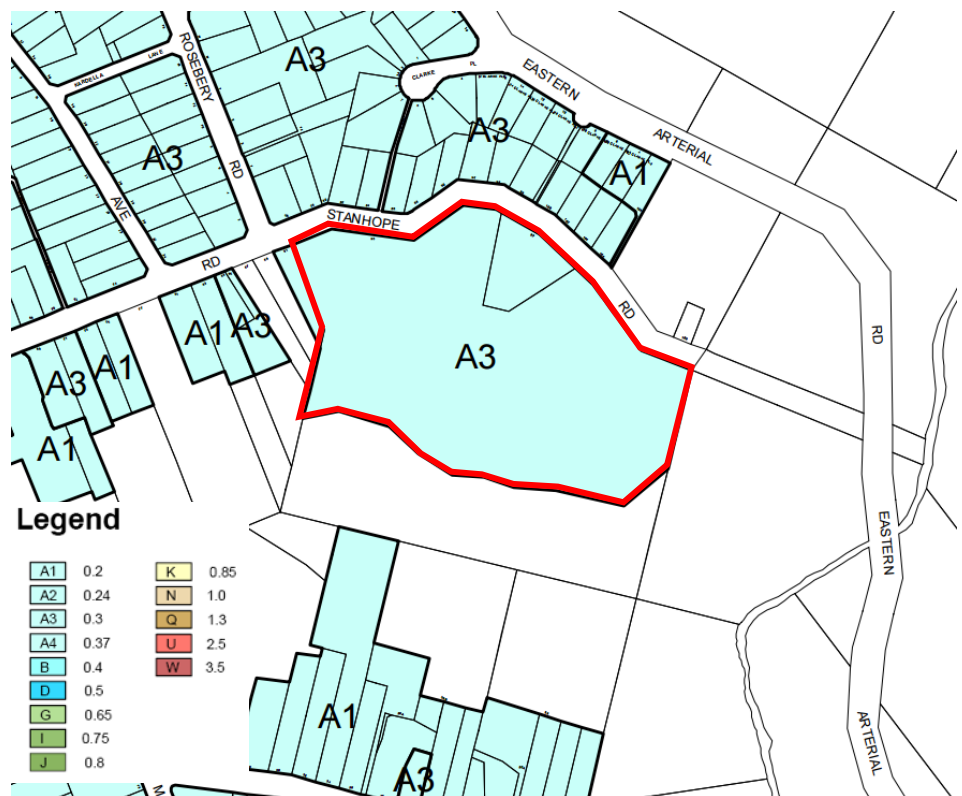 A3
KARDELLA LANE
ROSEBERY
RD
CLARKE PL
EASTERN
ARTERIAL
A3
A3
A1
AVE
STANHOPE
RD
RD
RD
A1
A3
A3
A3
A1
A1
Legend
A1 0.2
A2 0.24
A3 0.3
A4 0.37
B 0.4
D 0.5
G 0.65
I 0.75
J 0.8
K 0.85
N 1.0
Q 1.3
U 2.5
W 3.5
EASTERN
ARTERIAL
A1
A3
M